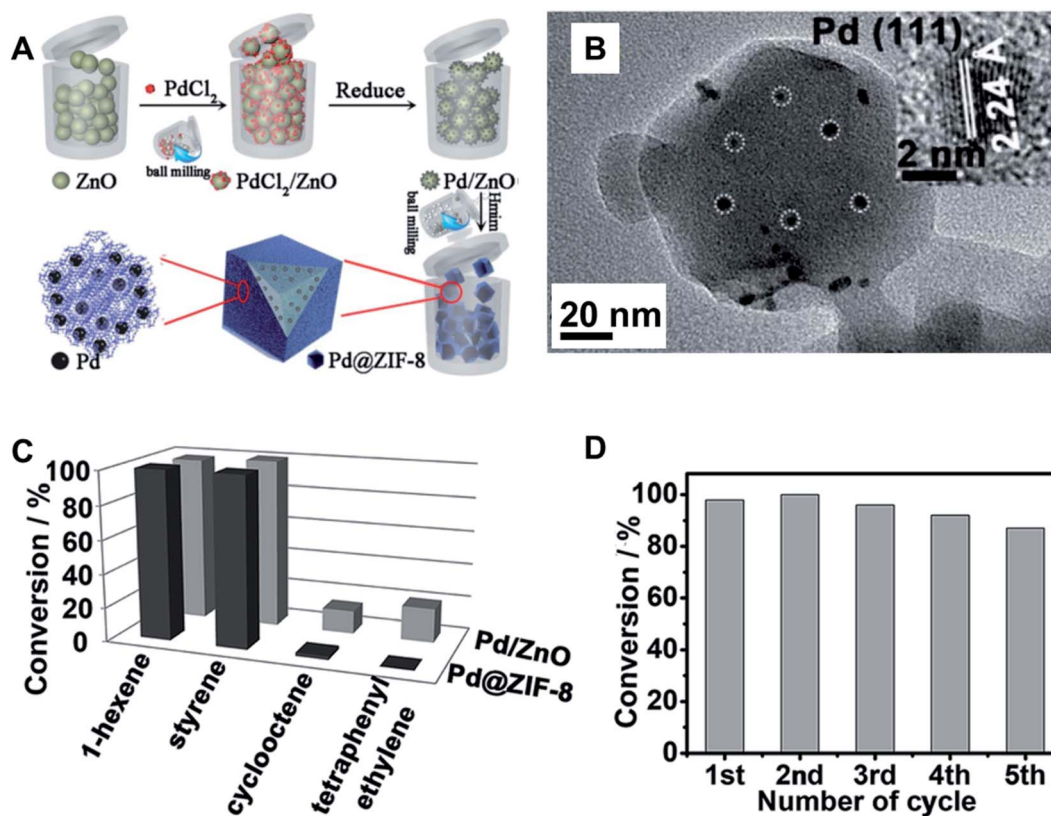 A
PdCl2
Reduce
ball milling
ZnO
PdCl2/ZnO
Pd/ZnO
ball milling
Hmim
Pd
Pd@ZIF-8
B
Pd (111)
2.24 A
2 nm
20 nm
C
Conversion / %
100
80
60
40
20
0
1-hexene
styrene
cyclooctene
tetraphenyl
ethylene
Pd/ZnO
Pd@ZIF-8
D
Conversion / %
100
80
60
40
20
0
1st 2nd 3rd 4th 5th
Number of cycle